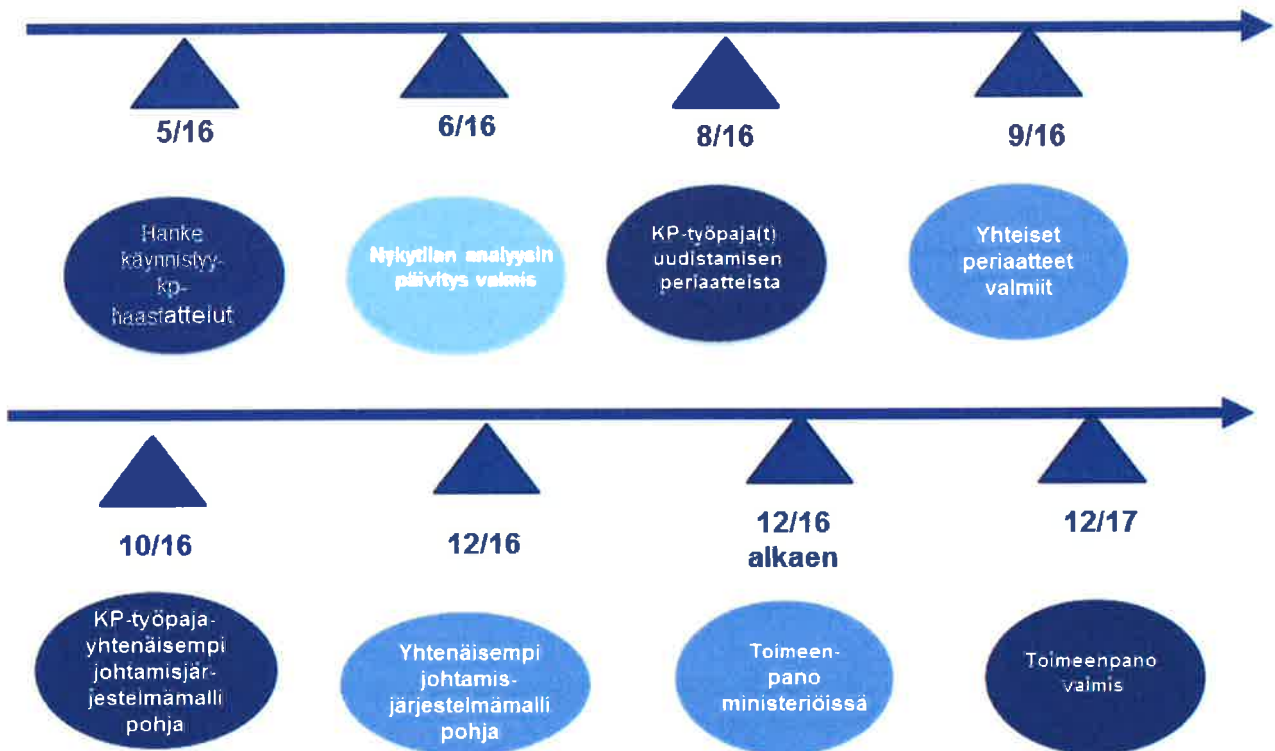 5/16
6/16
8/16
9/16
Hanke
käynnistyy-
kp-
haastattelut
Nykytilan analyysin
päivitys valmis
KP-työpaja(t)
uudistamisen
periaatteista
Yhteiset
periaatteet
valmiit
10/16
12/16
12/16
alkaen
12/17
KP-työpaja-
yhtenäisempi
johtamisjär-
jestelmämalli
pohja
Yhtenäisempi
johtamis-
järjestelmämalli
pohja
Toimeen-
pano
ministeriöissä
Toimeenpano
valmis